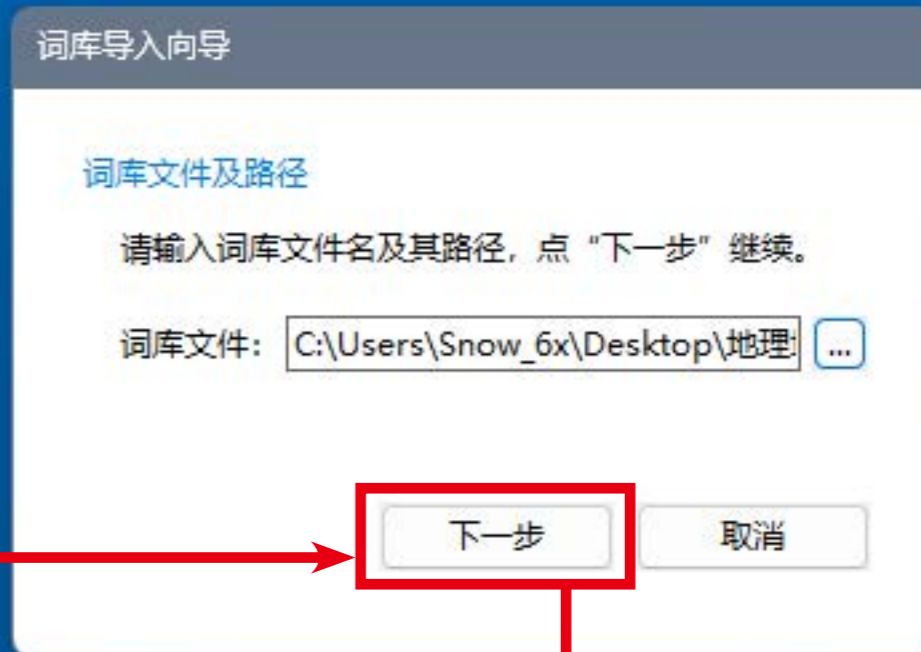 词库导入向导
词库文件及路径
请输入词库文件名及其路径，点“下一步”继续。
词库文件： C:\Users\Snow_6x\Desktop\地理 ...
下一步 取消